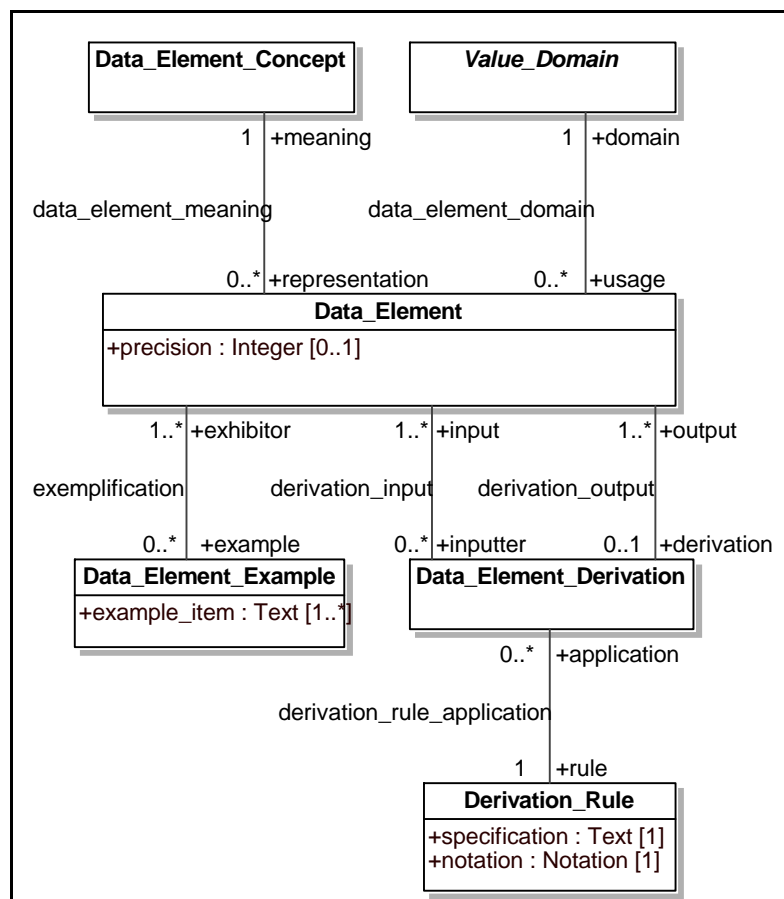 Data_Element_Concept
Value_Domain
1 +meaning
1 +domain
data_element_meaning
data_element_domain
0..* +representation
0..* +usage
Data_Element
+precision : Integer [0..1]
1..* +exhibitor
1..* +input
1..* +output
exemplification
derivation_input
derivation_output
0..* +example
0..* +inputter
0..1 +derivation
Data_Element_Example
Data_Element_Derivation
+example_item : Text [1..*]
0..* +application
derivation_rule_application
1 +rule
Derivation_Rule
+specification : Text [1]
+notation : Notation [1]